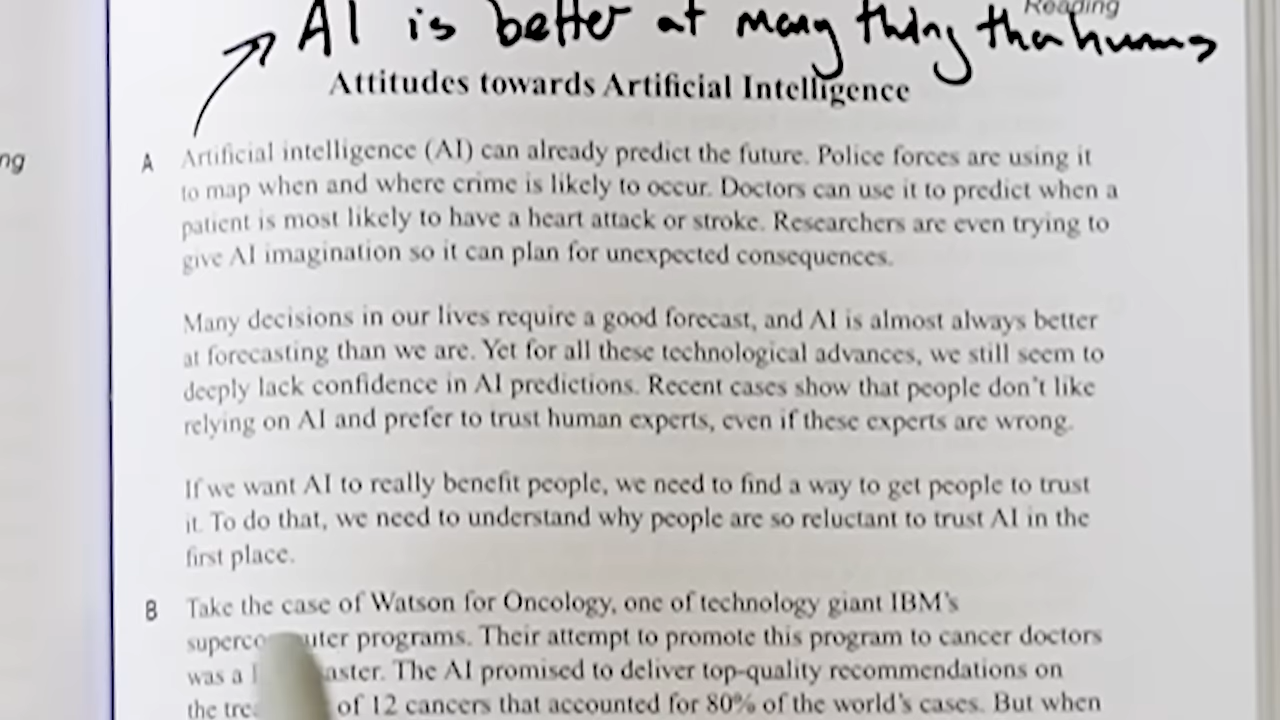 Reading
AI is better at many thing than humans
Attitudes towards Artificial Intelligence
ng
A Artificial intelligence (AI) can already predict the future. Police forces are using it
to map when and where crime is likely to occur. Doctors can use it to predict when a
patient is most likely to have a heart attack or stroke. Researchers are even trying to
give AI imagination so it can plan for unexpected consequences.
Many decisions in our lives require a good forecast, and AI is almost always better
at forecasting than we are. Yet for all these technological advances, we still seem to
deeply lack confidence in AI predictions. Recent cases show that people don't like
relying on AI and prefer to trust human experts, even if these experts are wrong.
If we want AI to really benefit people, we need to find a way to get people to trust
it. To do that, we need to understand why people are so reluctant to trust AI in the
first place.
B Take the case of Watson for Oncology, one of technology giant IBM's
programs. Their attempt to promote this program to cancer doctors
was a The AI promised to deliver top-quality recommendations on
the of 12 cancers that accounted for 80% of the world's cases. But when